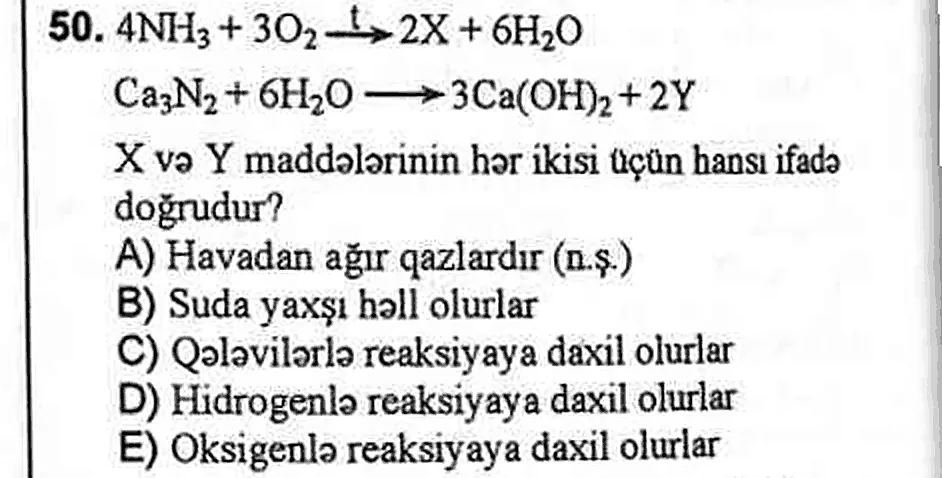 50. 4NH₃ + 3O₂ —t→ 2X + 6H₂O
Ca₃N₂ + 6H₂O ⟶ 3Ca(OH)₂ + 2Y
X və Y maddələrinin hər ikisi üçün hansı ifadə
doğrudur?
A) Havadan ağır qazlardır (n.ş.)
B) Suda yaxşı həll olurlar
C) Qələvilərlə reaksiyaya daxil olurlar
D) Hidrogenlə reaksiyaya daxil olurlar
E) Oksigenlə reaksiyaya daxil olurlar